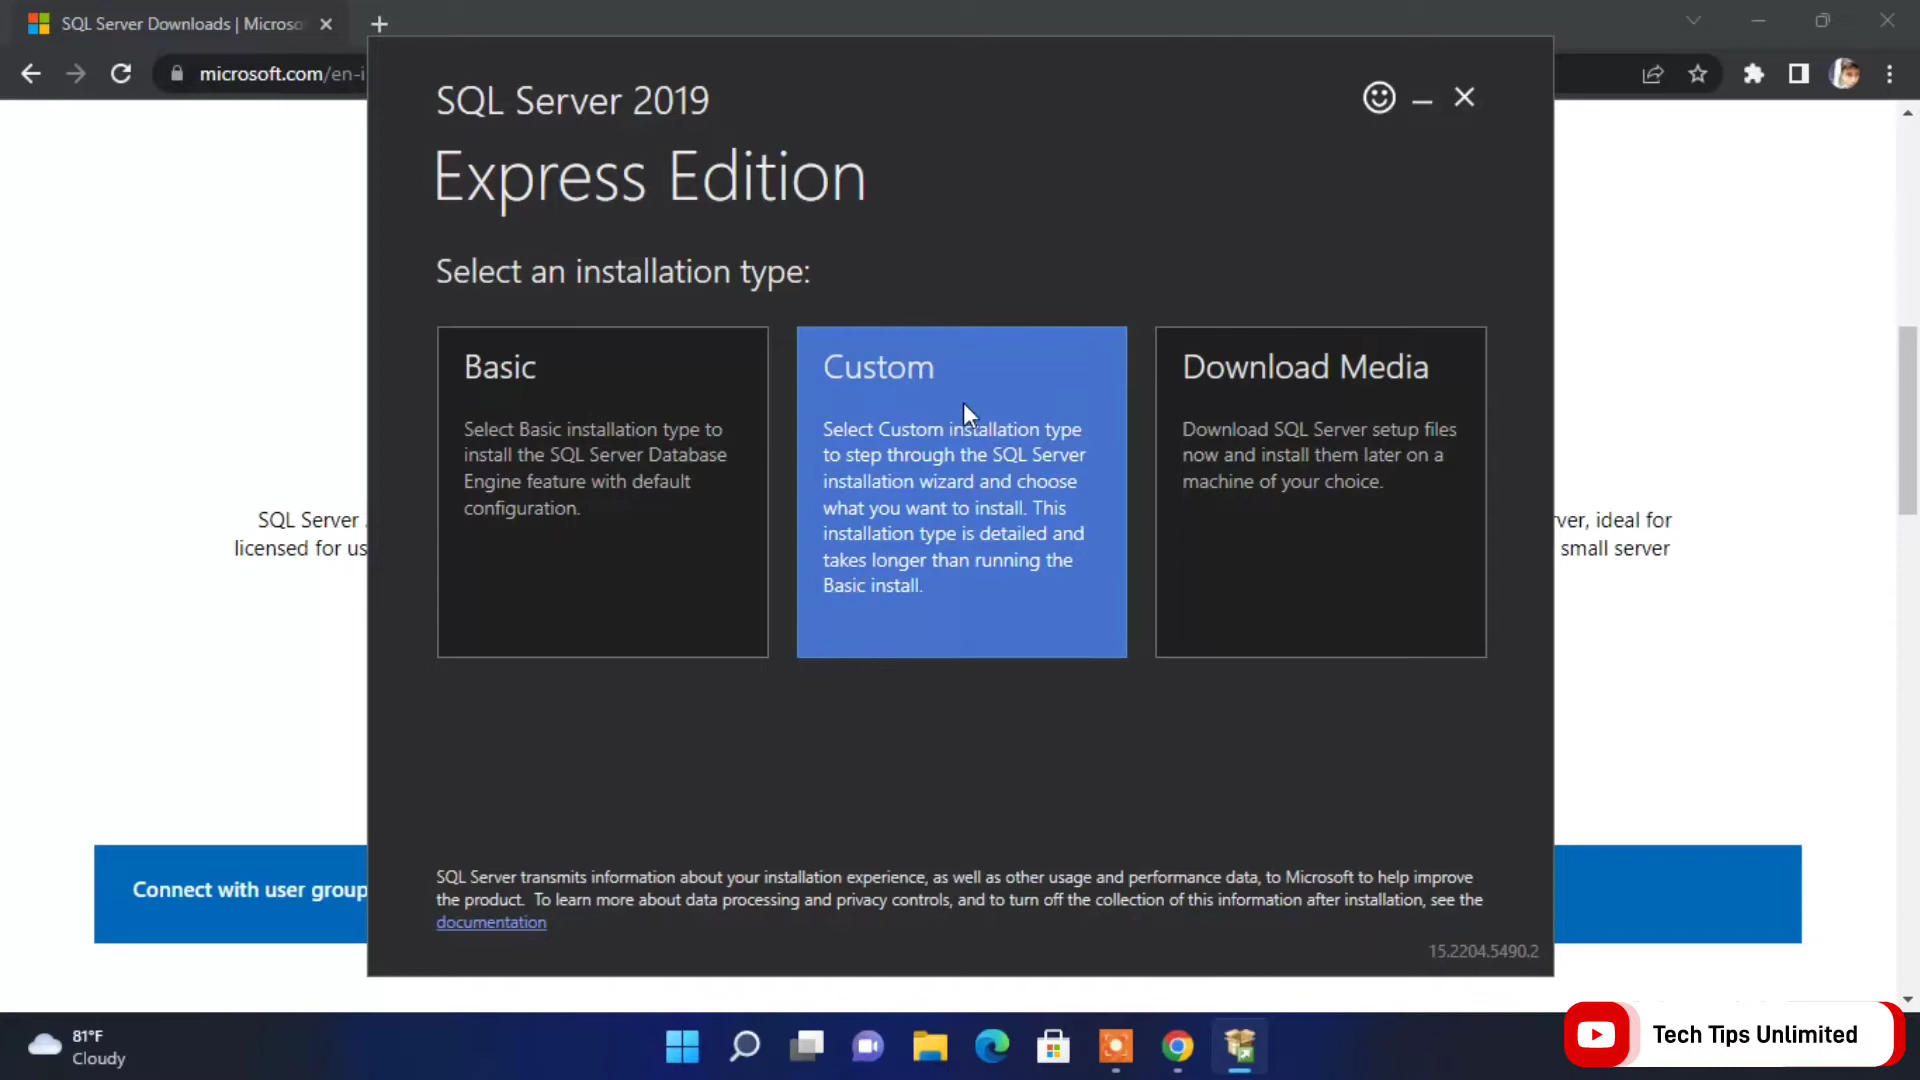 SQL Server Downloads | Microso
microsoft.com/en-i
SQL Server 2019
Express Edition
Select an installation type:
Basic
Select Basic installation type to
install the SQL Server Database
Engine feature with default
configuration.
Custom
Select Custom installation type
to step through the SQL Server
installation wizard and choose
what you want to install. This
installation type is detailed and
takes longer than running the
Basic install.
Download Media
Download SQL Server setup files
now and install them later on a
machine of your choice.
SQL Server
licensed for us
ver, ideal for
small server
Connect with user group
SQL Server transmits information about your installation experience, as well as other usage and performance data, to Microsoft to help improve
the product. To learn more about data processing and privacy controls, and to turn off the collection of this information after installation, see the
documentation
15.2204.5490.2
81°F
Cloudy
Tech Tips Unlimited